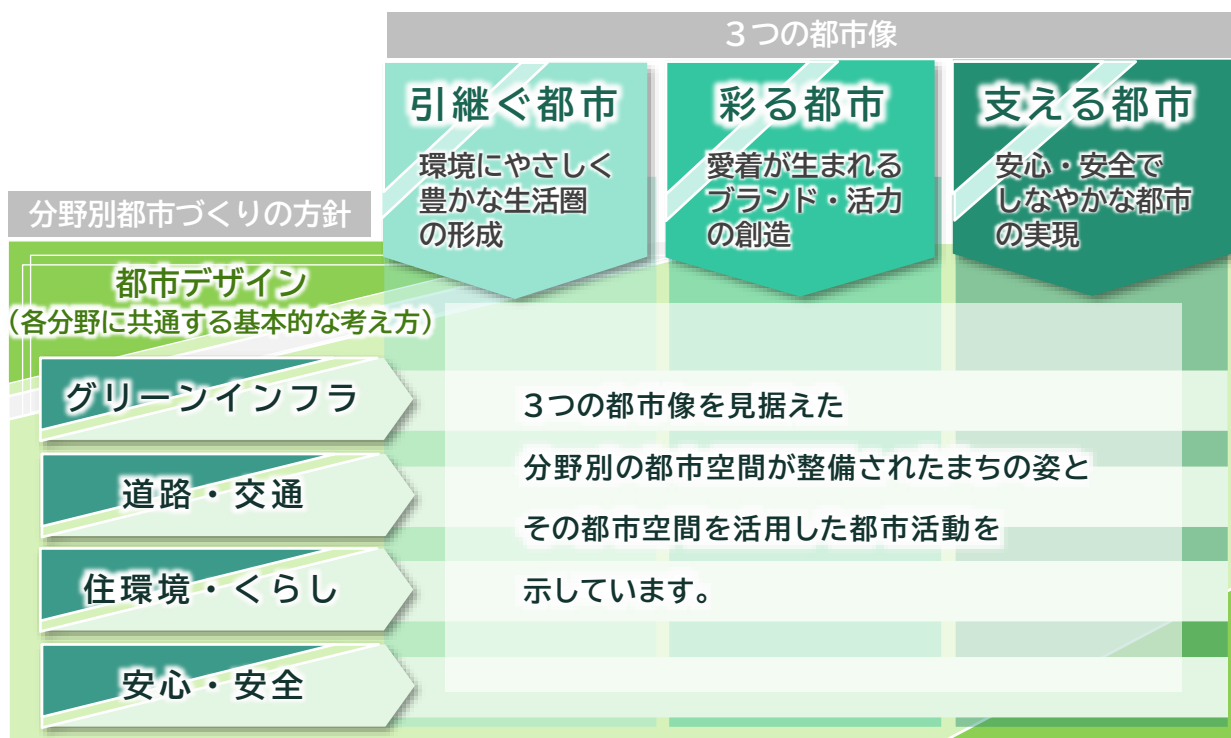 ３つの都市像
引継ぐ都市
環境にやさしく
豊かな生活圏
の形成
彩る都市
愛着が生まれる
ブランド・活力
の創造
支える都市
安心・安全で
しなやかな都市
の実現
分野別都市づくりの方針
都市デザイン
（各分野に共通する基本的な考え方）
グリーンインフラ
道路・交通
住環境・くらし
安心・安全
3つの都市像を見据えた
分野別の都市空間が整備されたまちの姿と
その都市空間を活用した都市活動を
示しています。